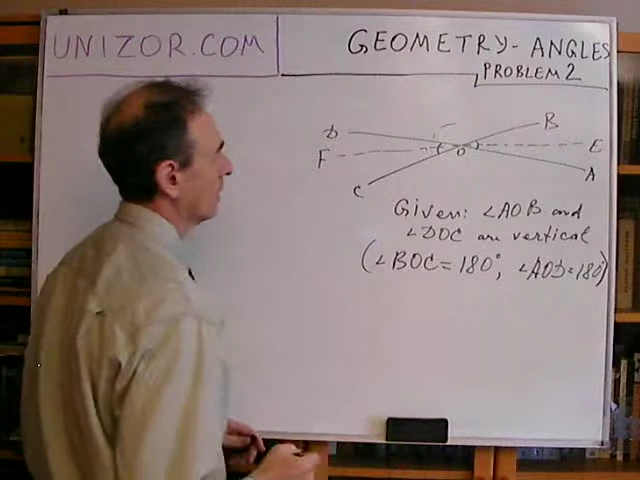 UNIZOR.COM
GEOMETRY-ANGLES
PROBLEM 2
D
B
F
O
E
C
A
Given: ∠AOB and
∠DOC are vertical
(∠BOC=180°, ∠AOD=180°)